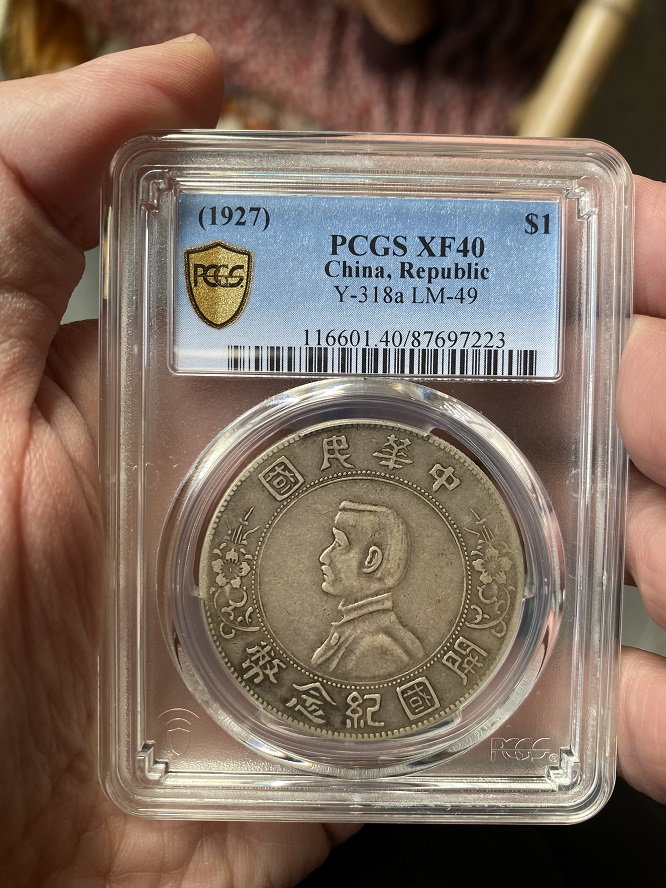 (1927) $1
PCGS XF40
China, Republic
Y-318a LM-49
PCGS
116601.40/87697223
中華民國
開國紀念幣
PCGS